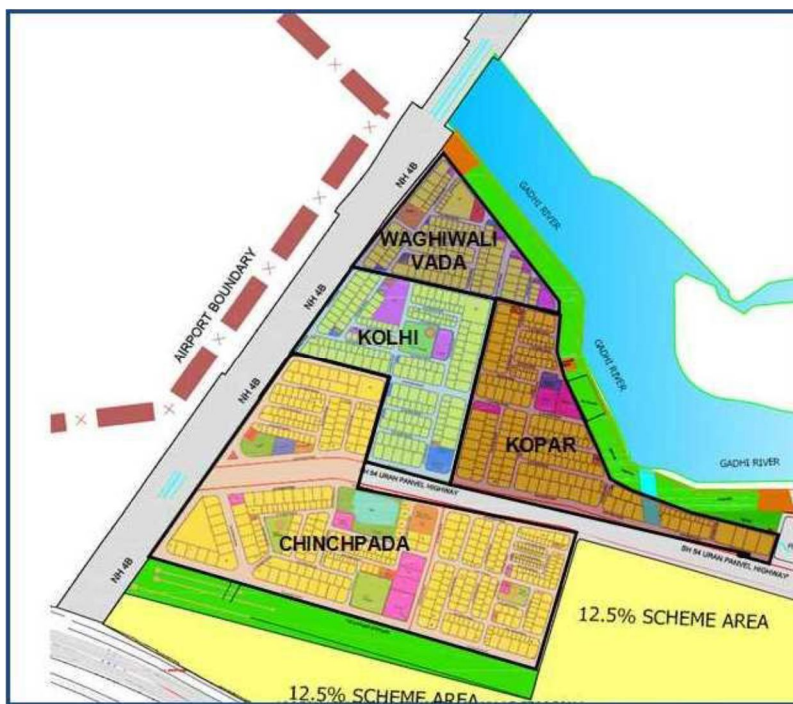 NH 4B
GADHI RIVER
WAGHIWALI
VADA
AIRPORT BOUNDARY
NH 4B
KOLHI
GADHI RIVER
NH 4B
KOPAR
GADHI RIVER
SH 54 URAN PANVEL HIGHWAY
CHINCHPADA
SH 54 URAN PANVEL HIGHWAY
NH 4B
12.5% SCHEME AREA
12.5% SCHEME AREA